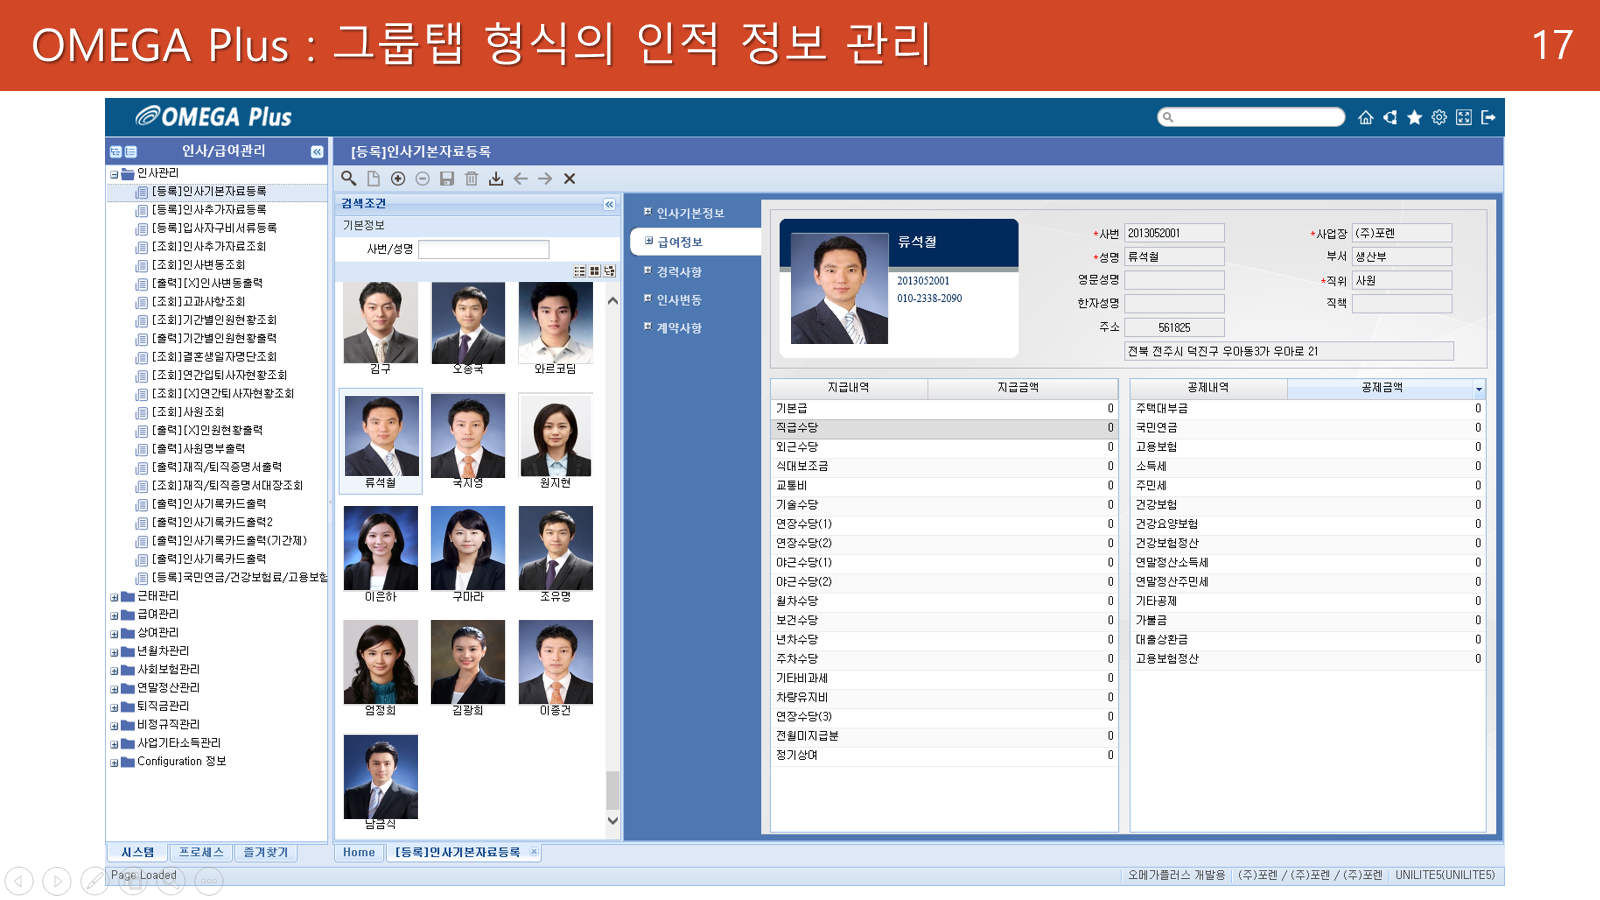 OMEGA Plus : 그룹탭 형식의 인적 정보 관리
17
OMEGA Plus
인사/급여관리
[등록]인사기본자료등록
인사관리
[등록]인사기본자료등록
[등록]인사추가자료등록
[등록]입사자구비서류등록
[조회]인사추가자료조회
[조회]인사변동조회
[출력][X]인사변동출력
[조회]고과사항조회
[조회]기간별인원현황조회
[출력]기간별인원현황출력
[조회]결혼생일자명단조회
[조회]연간입퇴사자현황조회
[조회][X]연간퇴사자현황조회
[조회]사원조회
[출력][X]인원현황출력
[출력]사원명부출력
[출력]재직/퇴직증명서출력
[조회]재직/퇴직증명서대장조회
[출력]인사기록카드출력
[출력]인사기록카드출력2
[출력]인사기록카드출력(기간제)
[출력]인사기록카드출력
[등록]국민연금/건강보험료/고용보험
근태관리
급여관리
상여관리
년월차관리
사회보험관리
연말정산관리
퇴직금관리
비정규직관리
사업기타소득관리
Configuration 정보
시스템 프로세스 즐겨찾기
검색조건
기본정보
사번/성명
김구 오종국 와르코딤
류석철 국지영 원지현
이은하 구마라 조유명
엄정희 김광희 이종건
남금식
인사기본정보
급여정보
경력사항
인사변동
계약사항
류석철
2013052001
010-2338-2090
*사번 2013052001 *사업장 (주)포렌
*성명 류석철 부서 생산부
영문성명 *직위 사원
한자성명 직책
주소 561825
전북 전주시 덕진구 우아동3가 우아로 21
지급내역 지급금액
기본급 0
직급수당 0
외근수당 0
식대보조금 0
교통비 0
기술수당 0
연장수당(1) 0
연장수당(2) 0
야근수당(1) 0
야근수당(2) 0
월차수당 0
보건수당 0
년차수당 0
주차수당 0
기타비과세 0
차량유지비 0
연장수당(3) 0
전월미지급분 0
정기상여 0
공제내역 공제금액
주택대부금 0
국민연금 0
고용보험 0
소득세 0
주민세 0
건강보험 0
건강요양보험 0
건강보험정산 0
연말정산소득세 0
연말정산주민세 0
기타공제 0
가불금 0
대출상환금 0
고용보험정산 0
Home [등록]인사기본자료등록
Page Loaded
오메가플러스 개발용 (주)포렌 / (주)포렌 / (주)포렌 UNILITE5(UNILITE5)